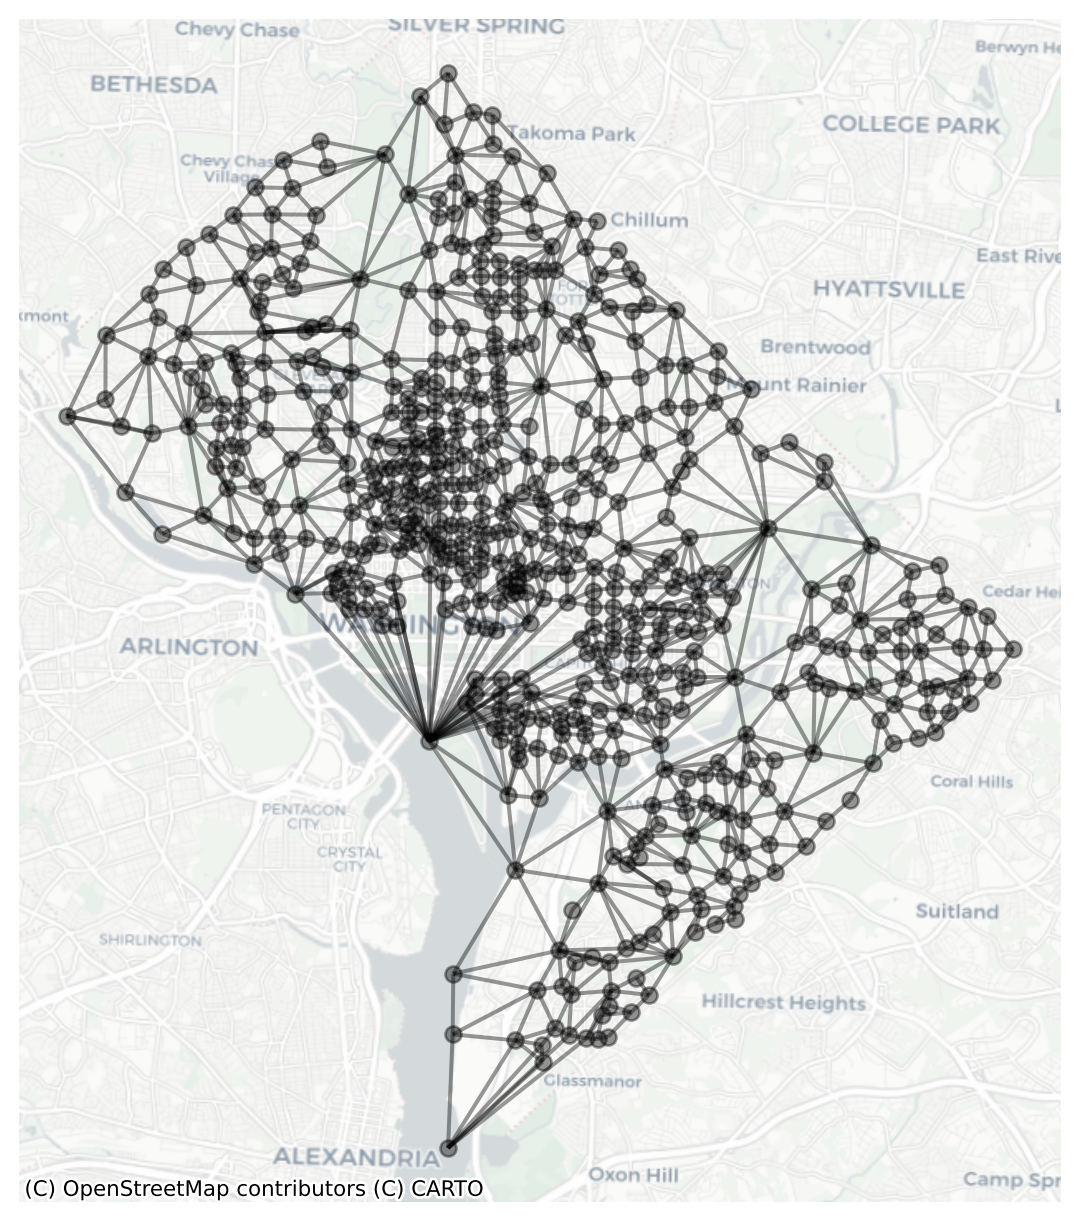 Chevy Chase
SILVER SPRING
Berwyn He
BETHESDA
Takoma Park
COLLEGE PARK
Chevy Chase
Village
Chillum
East Rive
HYATTSVILLE
xmont
Brentwood
Mount Rainier
Cedar Hei
WASHINGTON
ARLINGTON
Coral Hills
PENTAGON
CITY
CRYSTAL
CITY
Suitland
SHIRLINGTON
Hillcrest Heights
Glassmanor
ALEXANDRIA
Oxon Hill
Camp Spr
(C) OpenStreetMap contributors (C) CARTO